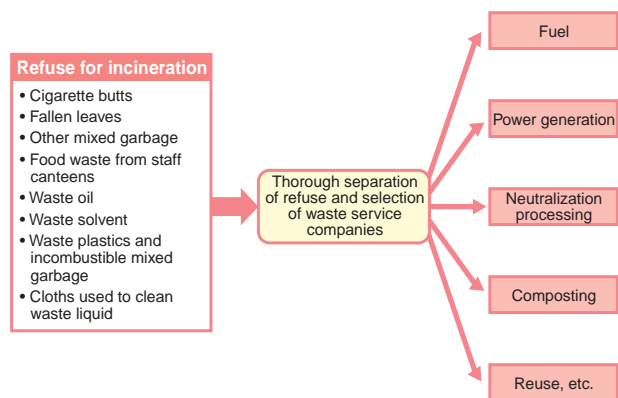 Refuse for incineration
• Cigarette butts
• Fallen leaves
• Other mixed garbage
• Food waste from staff
canteens
• Waste oil
• Waste solvent
• Waste plastics and
incombustible mixed
garbage
• Cloths used to clean
waste liquid
Thorough separation
of refuse and selection
of waste service
companies
Fuel
Power generation
Neutralization
processing
Composting
Reuse, etc.